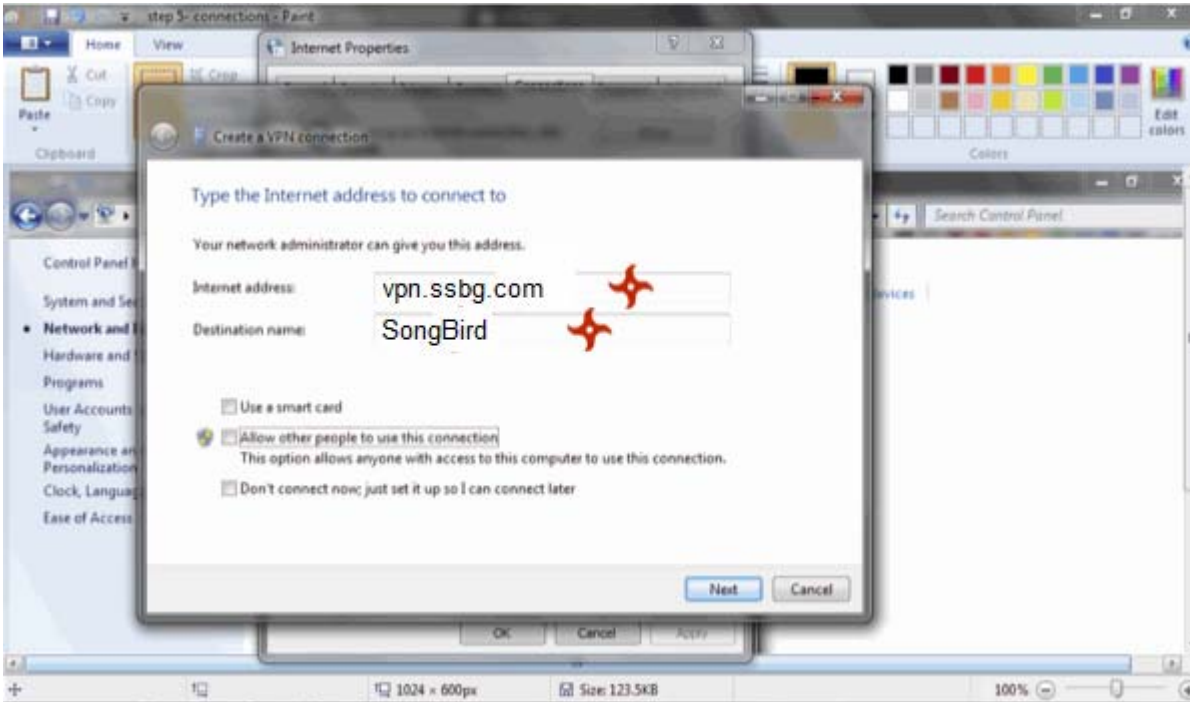 step 5- connections - Paint
Home View
Internet Properties
Cut
Crop
Copy
Paste
Connections
Edit
colors
Clipboard
Colors
Create a VPN connection
Type the Internet address to connect to
Search Control Panel
Your network administrator can give you this address.
Control Panel
Internet address: vpn.ssbg.com
System and Sec
Network and
Destination name: SongBird
Hardware and
Programs
User Accounts
Safety
Use a smart card
Allow other people to use this connection
This option allows anyone with access to this computer to use this connection.
Appearance an
Personalization
Clock, Languag
Don't connect now; just set it up so I can connect later
Ease of Access
Next Cancel
OK Cancel Apply
1024 × 600px Size: 123.5KB 100%